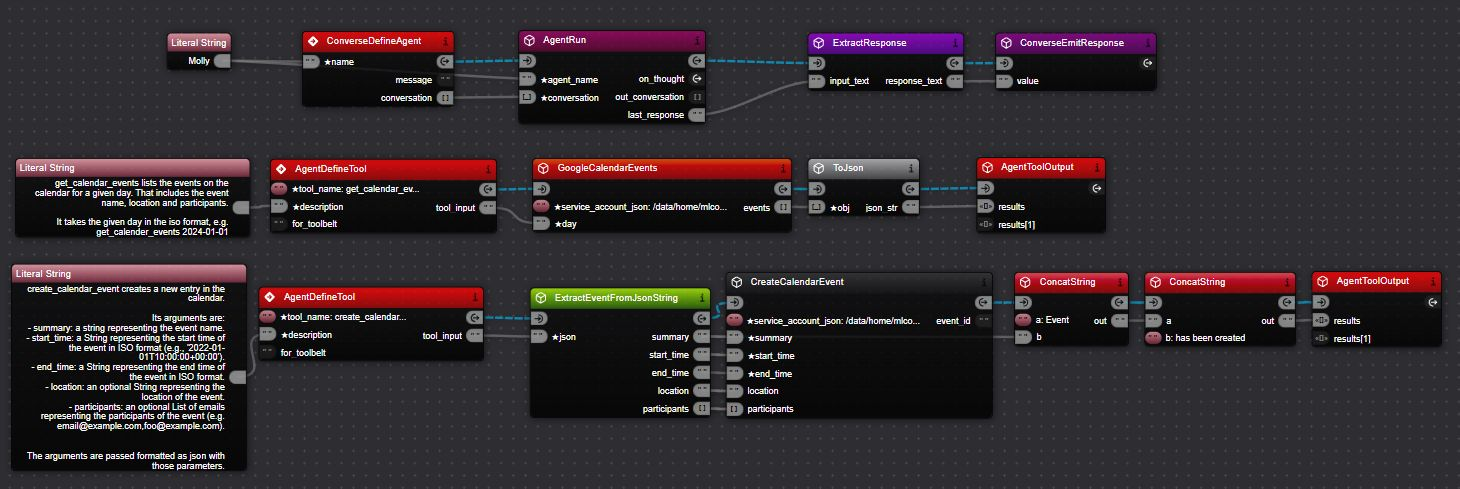 Literal String
Molly
ConverseDefineAgent
★name
message
conversation
AgentRun
★agent_name
on_thought
★conversation
out_conversation
last_response
ExtractResponse
input_text
response_text
ConverseEmitResponse
value
Literal String
get_calendar_events lists the events on the
calendar for a given day. That includes the event
name, location and participants.
It takes the given day in the iso format, e.g.
get_calender_events 2024-01-01
AgentDefineTool
★tool_name: get_calendar_ev...
★description
tool_input
for_toolbelt
GoogleCalendarEvents
★service_account_json: /data/home/mlco...
events
★day
ToJson
★obj
json_str
AgentToolOutput
results
results[1]
Literal String
create_calendar_event creates a new entry in the
calendar.
Its arguments are:
- summary: a string representing the event name.
- start_time: a String representing the start time of
the event in ISO format (e.g., '2022-01-
01T10:00:00+00:00').
- end_time: a String representing the end time of
the event in ISO format.
- location: an optional String representing the
location of the event.
- participants: an optional List of emails
representing the participants of the event (e.g.
email@example.com,foo@example.com).
The arguments are passed formatted as json with
those parameters.
AgentDefineTool
★tool_name: create_calendar...
★description
tool_input
for_toolbelt
ExtractEventFromJsonString
★json
summary
start_time
end_time
location
participants
CreateCalendarEvent
★service_account_json: /data/home/mlco...
event_id
★summary
★start_time
★end_time
location
participants
ConcatString
a: Event
out
b
ConcatString
a
out
b: has been created
AgentToolOutput
results
results[1]